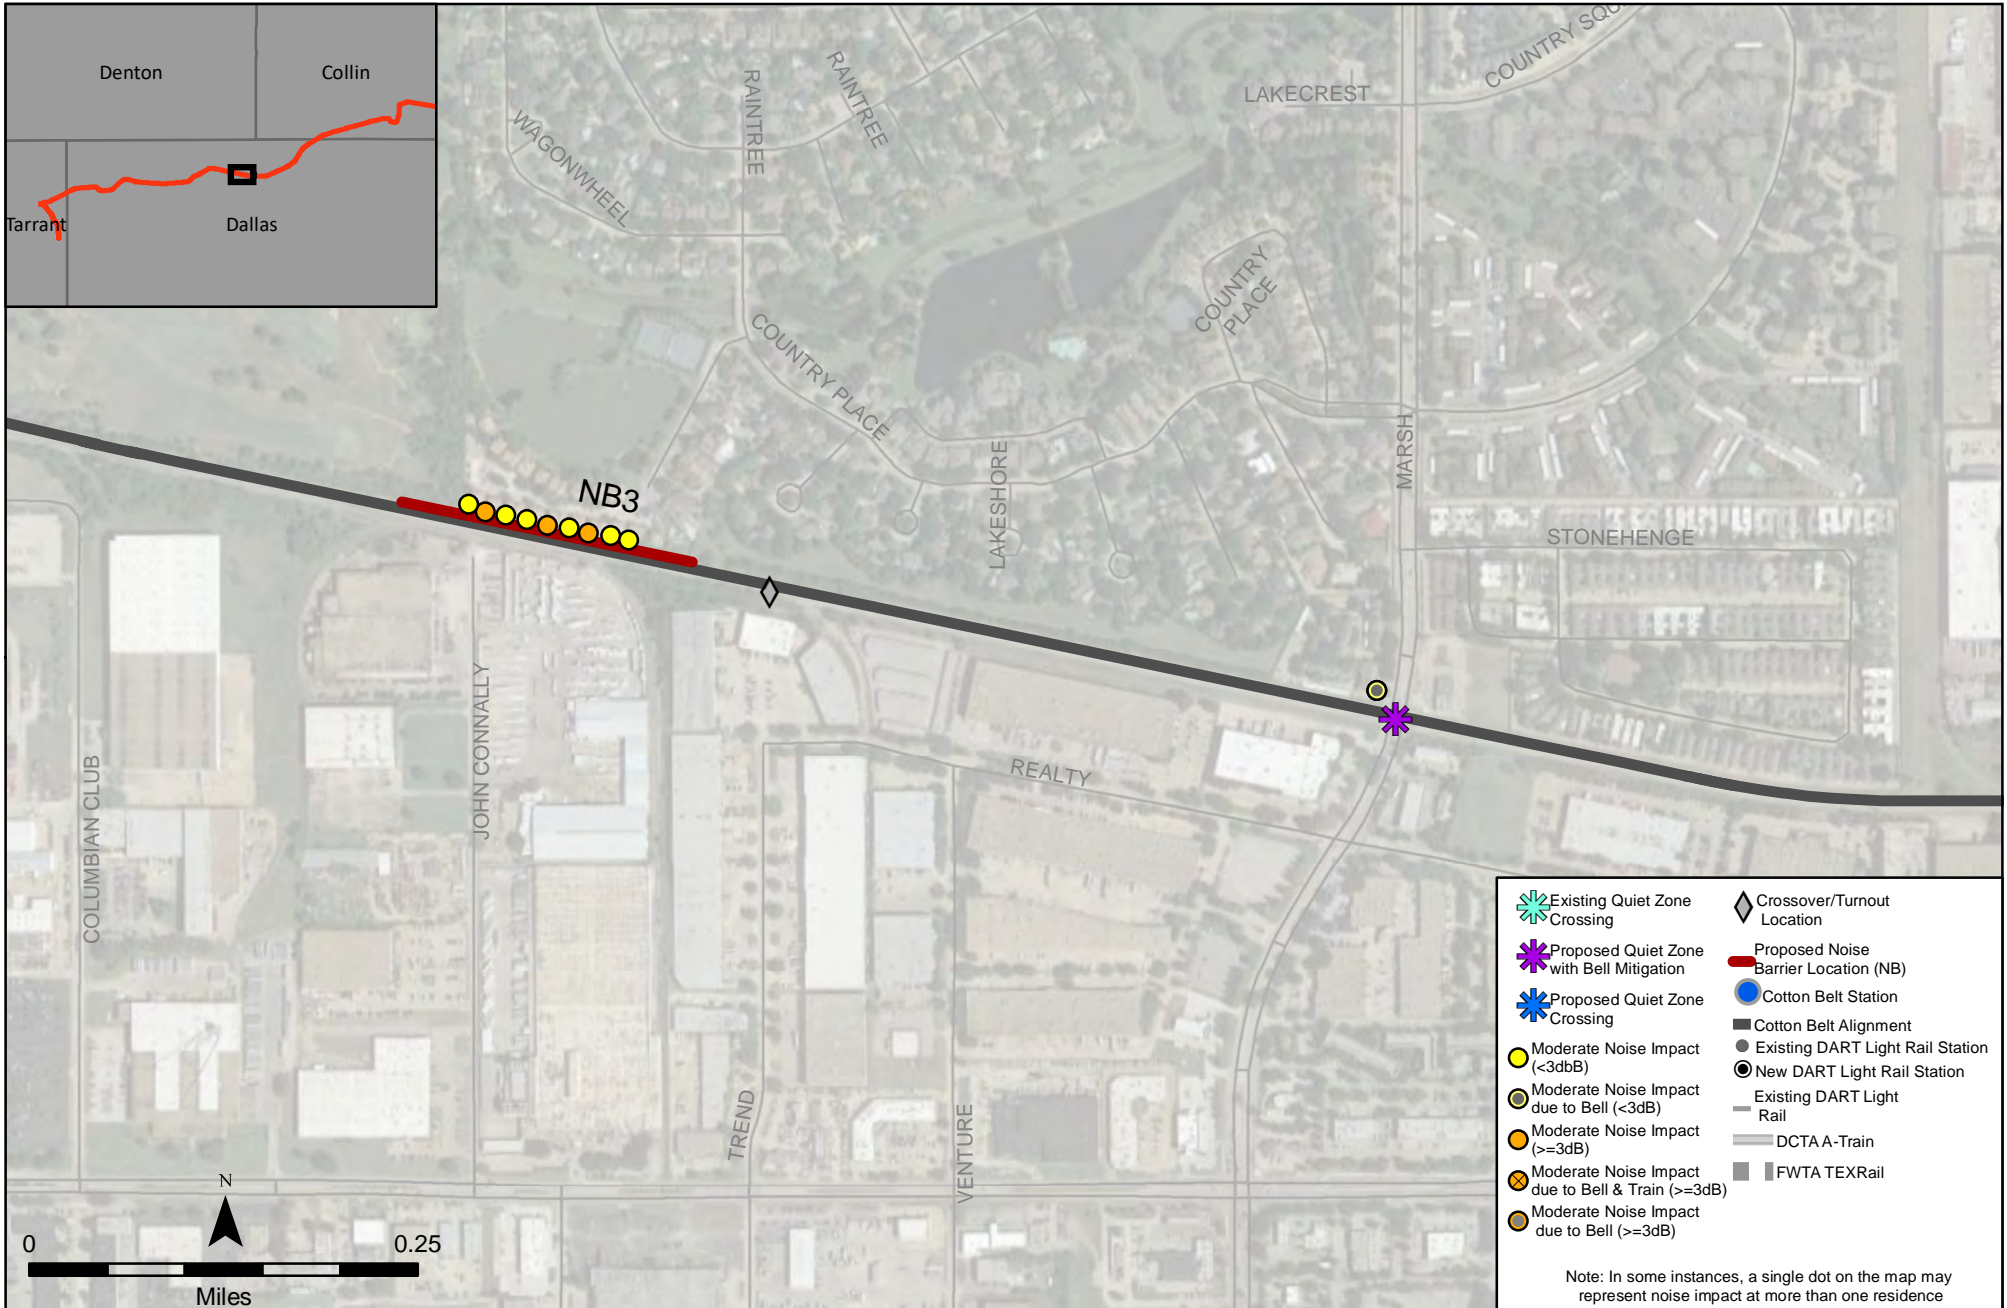 Denton
Collin
Tarrant
Dallas
RAINTREE
RAINTREE
WAGONWHEEL
LAKECREST
COUNTRY
COUNTRY
PLACE
COUNTRY PLACE
LAKESHORE
MARSH
STONEHENGE
NB3
JOHN CONNALLY
COLUMBIAN CLUB
REALTY
TREND
VENTURE
N
0
0.25
Miles
Existing Quiet Zone
Crossing
Proposed Quiet Zone
with Bell Mitigation
Proposed Quiet Zone
Crossing
Moderate Noise Impact
(<3dbB)
Moderate Noise Impact
due to Bell (<3dB)
Moderate Noise Impact
(>=3dB)
Moderate Noise Impact
due to Bell & Train (>=3dB)
Moderate Noise Impact
due to Bell (>=3dB)
Crossover/Turnout
Location
Proposed Noise
Barrier Location (NB)
Cotton Belt Station
Cotton Belt Alignment
Existing DART Light Rail Station
New DART Light Rail Station
Existing DART Light
Rail
DCTA A-Train
FWTA TEXRail
Note: In some instances, a single dot on the map may
represent noise impact at more than one residence